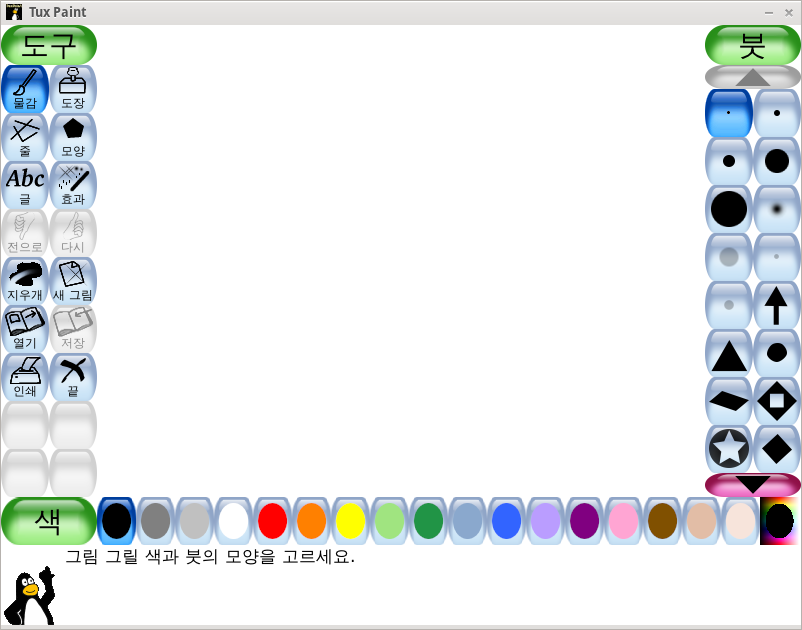 Tux Paint
도구
붓
물감 도장
줄 모양
Abc
글 효과
전으로 다시
지우개 새 그림
열기 저장
인쇄 끝
색
그림 그릴 색과 붓의 모양을 고르세요.